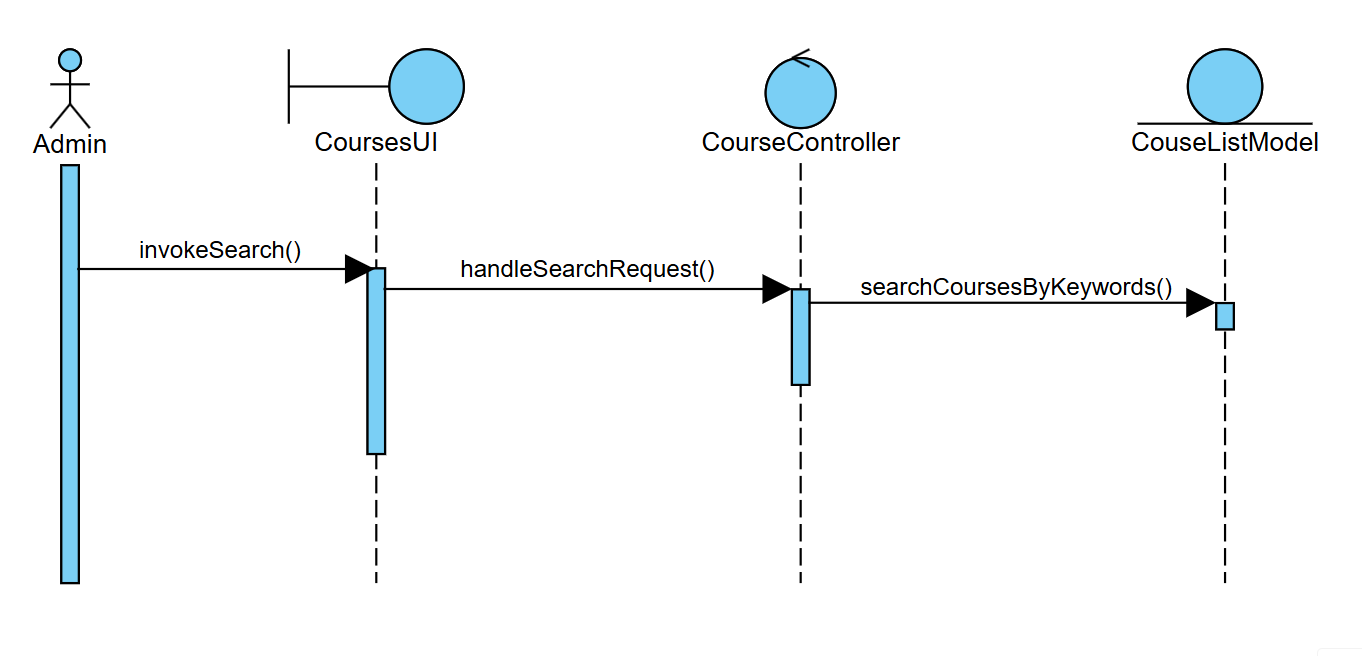 Admin
CoursesUI
CourseController
CouseListModel
invokeSearch()
handleSearchRequest()
searchCoursesByKeywords()